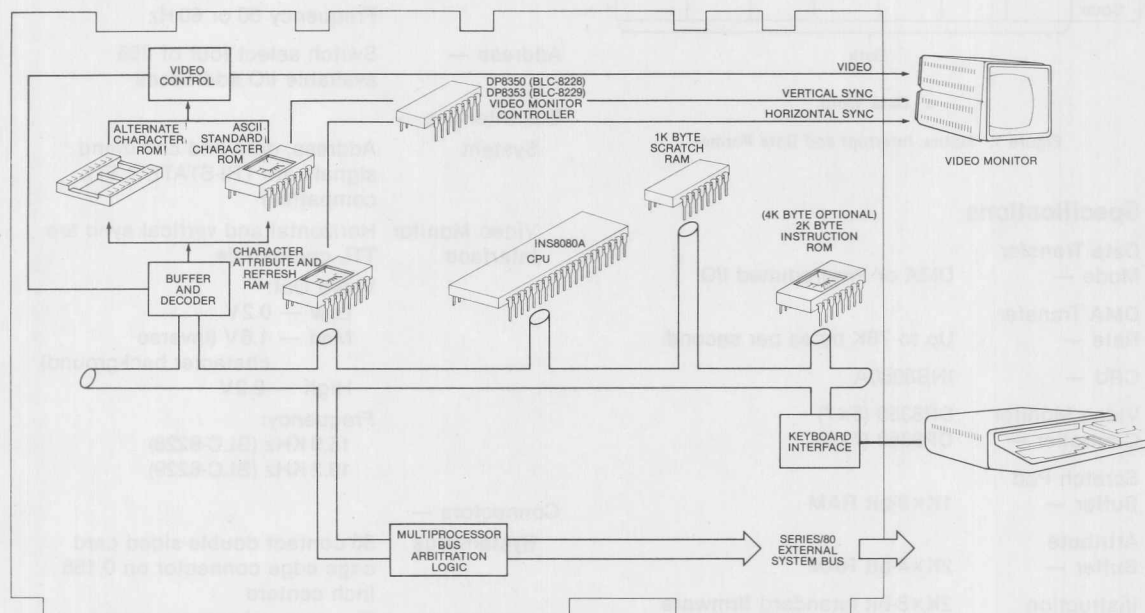 VIDEO
CONTROL
ALTERNATE
CHARACTER
ROM
ASCII
STANDARD
CHARACTER
ROM
DP8350 (BLC-8228)
DP8353 (BLC-8229)
VIDEO MONITOR
CONTROLLER
VIDEO
VERTICAL SYNC
HORIZONTAL SYNC
VIDEO MONITOR
1K BYTE
SCRATCH
RAM
(4K BYTE OPTIONAL)
2K BYTE
INSTRUCTION
ROM
INS8080A
CPU
BUFFER
AND
DECODER
CHARACTER
ATTRIBUTE AND
REFRESH
RAM
KEYBOARD
INTERFACE
MULTIPROCESSOR
BUS
ARBITRATION
LOGIC
SERIES/80
EXTERNAL
SYSTEM BUS